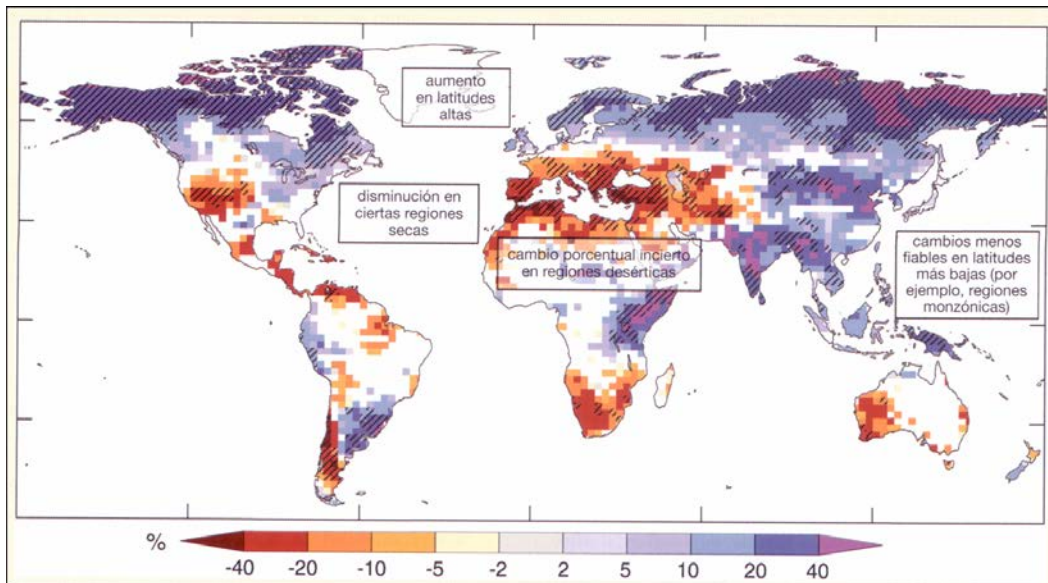 aumento
en latitudes
altas
disminución en
ciertas regiones
secas
cambio porcentual incierto
en regiones desérticas
cambios menos
fiables en latitudes
más bajas (por
ejemplo, regiones
monzónicas)
% -40 -20 -10 -5 -2 2 5 10 20 40